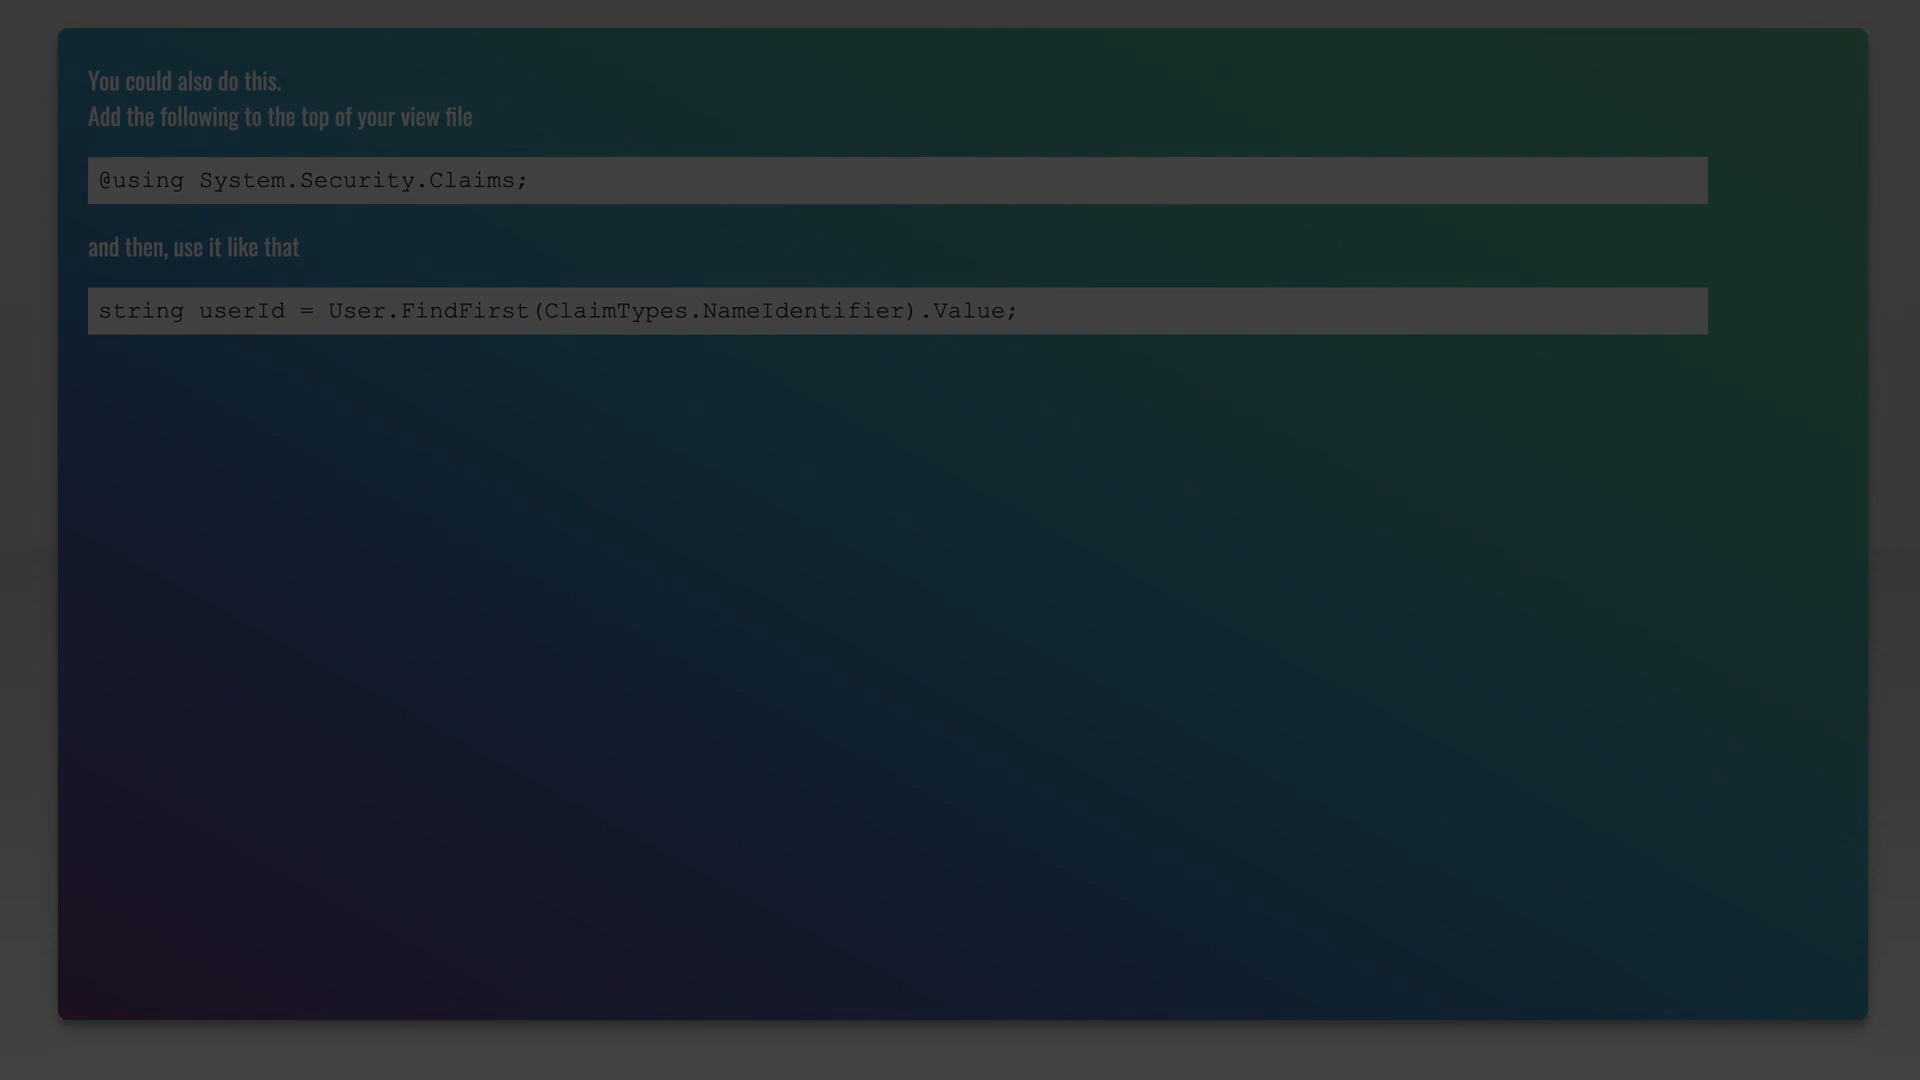 You could also do this.
Add the following to the top of your view file
@using System.Security.Claims;
and then, use it like that
string userId = User.FindFirst(ClaimTypes.NameIdentifier).Value;